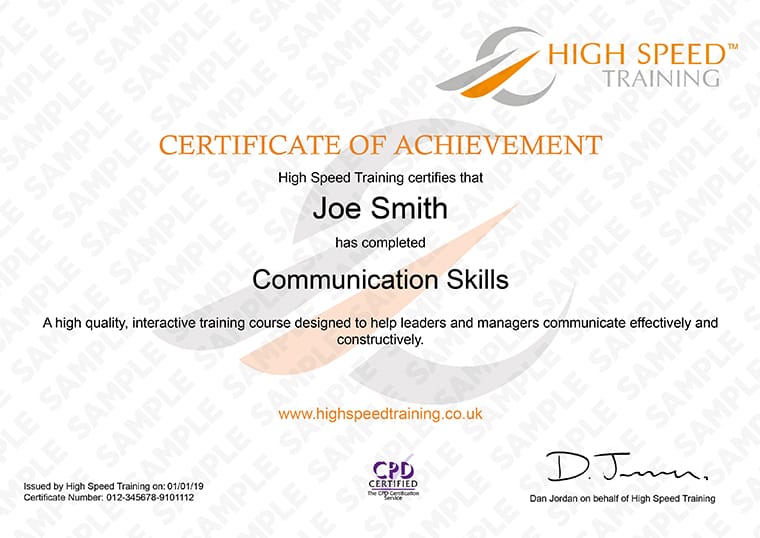 HIGH SPEED™
TRAINING
CERTIFICATE OF ACHIEVEMENT
High Speed Training certifies that
Joe Smith
has completed
Communication Skills
A high quality, interactive training course designed to help leaders and managers communicate effectively and
constructively.
www.highspeedtraining.co.uk
Issued by High Speed Training on: 01/01/19
Certificate Number: 012-345678-9101112
CPD
CERTIFIED
The CPD Certification
Service
D. J
Dan Jordan on behalf of High Speed Training
SAMPLE